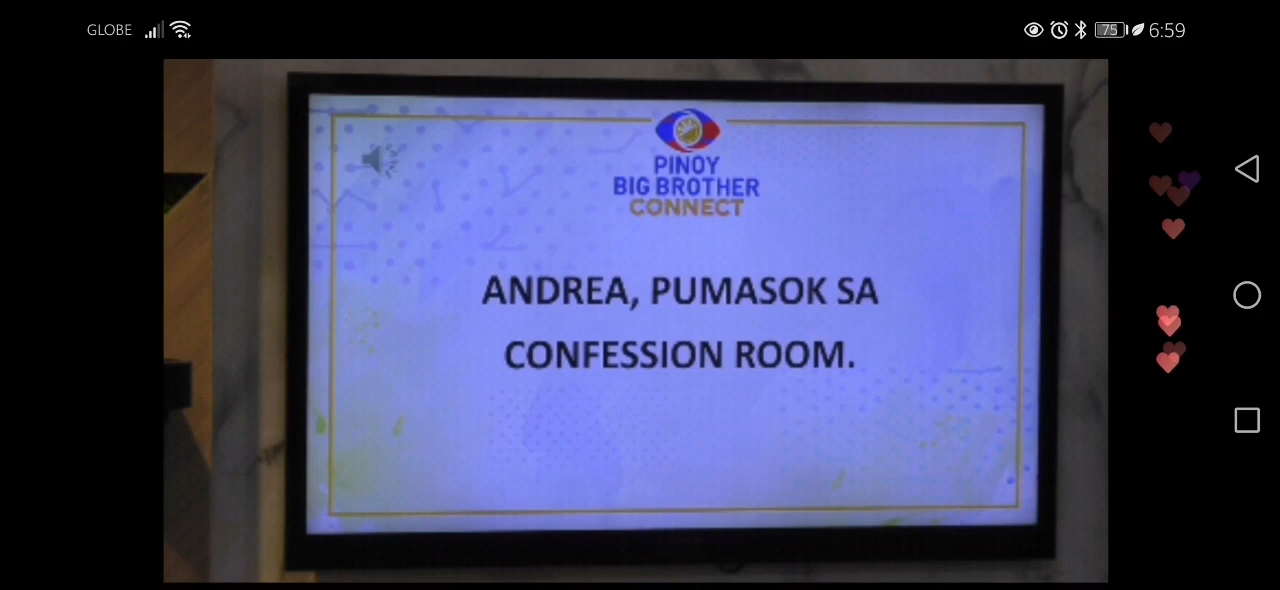 GLOBE
75
6:59
PINOY
BIG BROTHER
CONNECT
ANDREA, PUMASOK SA
CONFESSION ROOM.